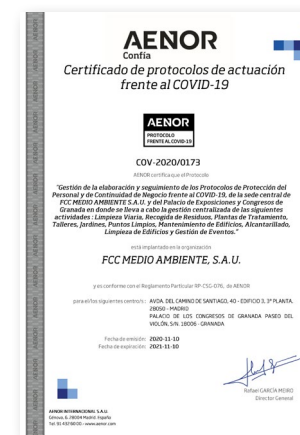 AENOR
Confía
Certificado de protocolos de actuación
frente al COVID-19
AENOR
PROTOCOLO
FRENTE AL COVID-19
COV-2020/0173
AENOR certifica que el Protocolo
"Gestión de la elaboración y seguimiento de los Protocolos de Protección del
Personal y de Continuidad de Negocio frente al COVID-19, de la sede central de
FCC MEDIO AMBIENTE S.A.U. y del Palacio de Exposiciones y Congresos de
Granada en donde se lleva a cabo la gestión centralizada de las siguientes
actividades : Limpieza Viaria, Recogida de Residuos, Plantas de Tratamiento,
Talleres, Jardines, Puntos Limpios, Mantenimiento de Edificios, Alcantarillado,
Limpieza de Edificios y Gestión de Eventos."
está implantado en la organización
FCC MEDIO AMBIENTE, S.A.U.
y es conforme con el Reglamento Particular RP-CSG-076, de AENOR
para el/los siguientes centro/s : AVDA. DEL CAMINO DE SANTIAGO, 40 - EDIFICIO 3, 3ª PLANTA.
28050 - MADRID
PALACIO DE LOS CONGRESOS DE GRANADA PASEO DEL
VIOLÓN, S/N. 18006 - GRANADA
Fecha de emisión: 2020-11-10
Fecha de expiración: 2021-11-10
Rafael GARCÍA MEIRO
Director General
AENOR INTERNACIONAL S.A.U.
Génova, 6. 28004 Madrid. España
Tel. 91 432 60 00.- www.aenor.com